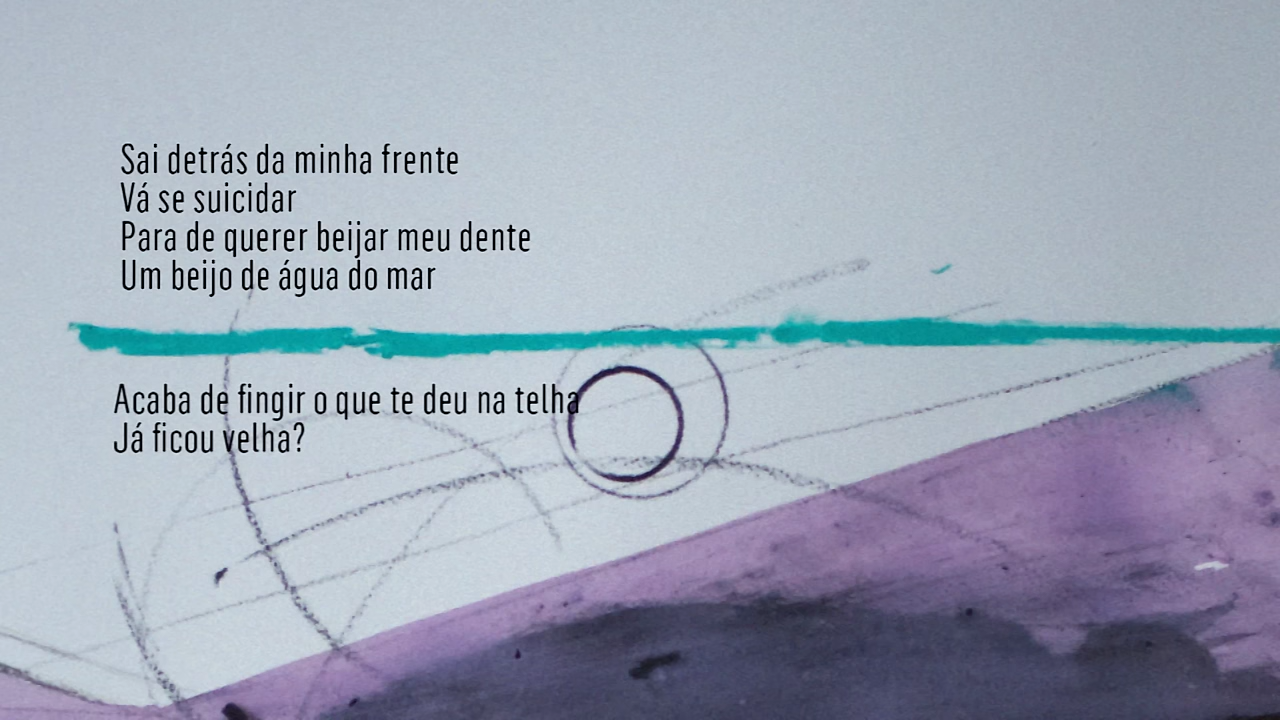 Sai detrás da minha frente
Vá se suicidar
Para de querer beijar meu dente
Um beijo de água do mar
Acaba de fingir o que te deu na telha
Já ficou velha?